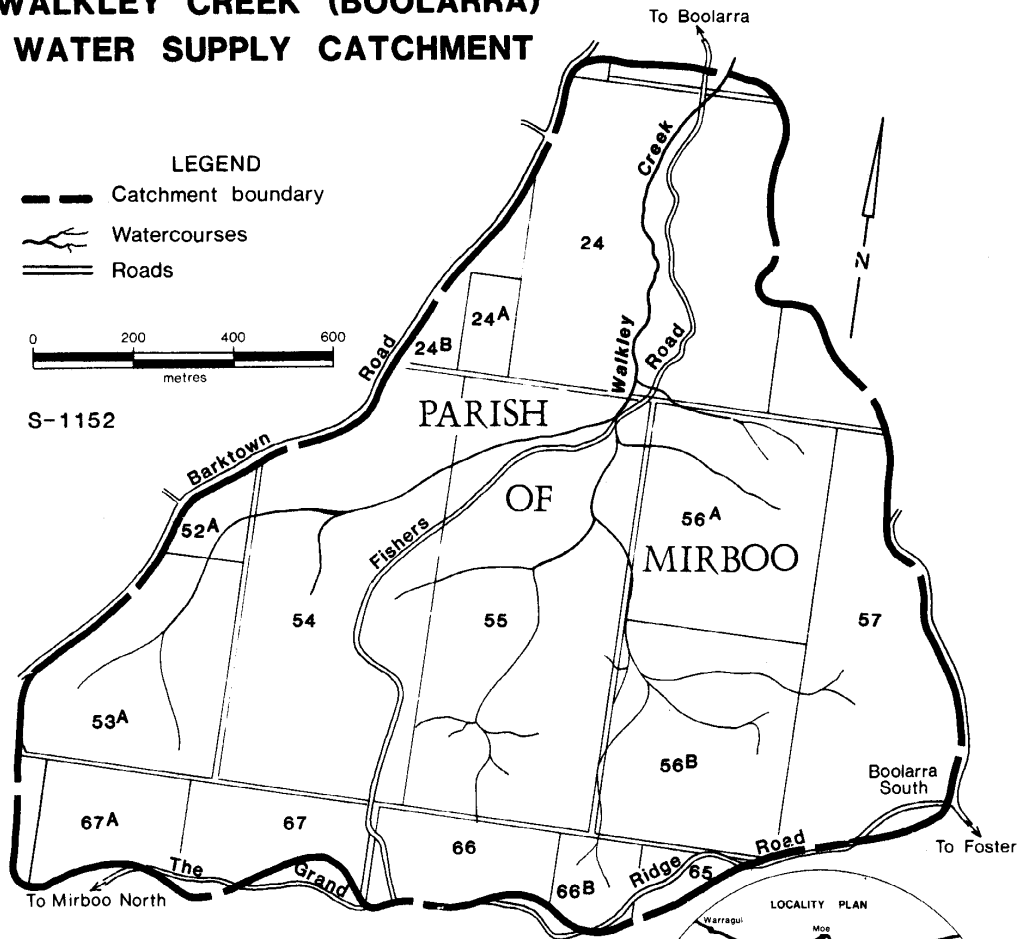 WALKLEY CREEK (BOOLARRA)
WATER SUPPLY CATCHMENT
To Boolarra
LEGEND
Catchment boundary
Watercourses
Roads
0 200 400 600
metres
S-1152
N
Creek
Walkley
Road
24
24A
24B
Road
Barktown
PARISH
OF
MIRBOO
Fishers
52A
53A
54
55
56A
56B
57
Boolarra
South
To Foster
67A
67
66
66B
65
The
Grand
Ridge
Road
To Mirboo North
LOCALITY PLAN
Warragul
Moe